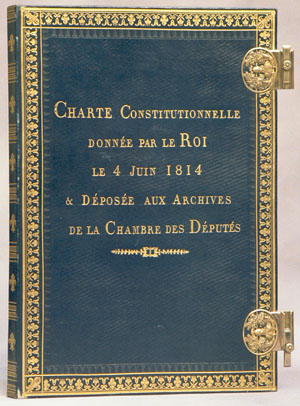 Charte Constitutionnelle
donnée par le Roi
le 4 Juin 1814
& Déposée aux Archives
de la Chambre des Députés